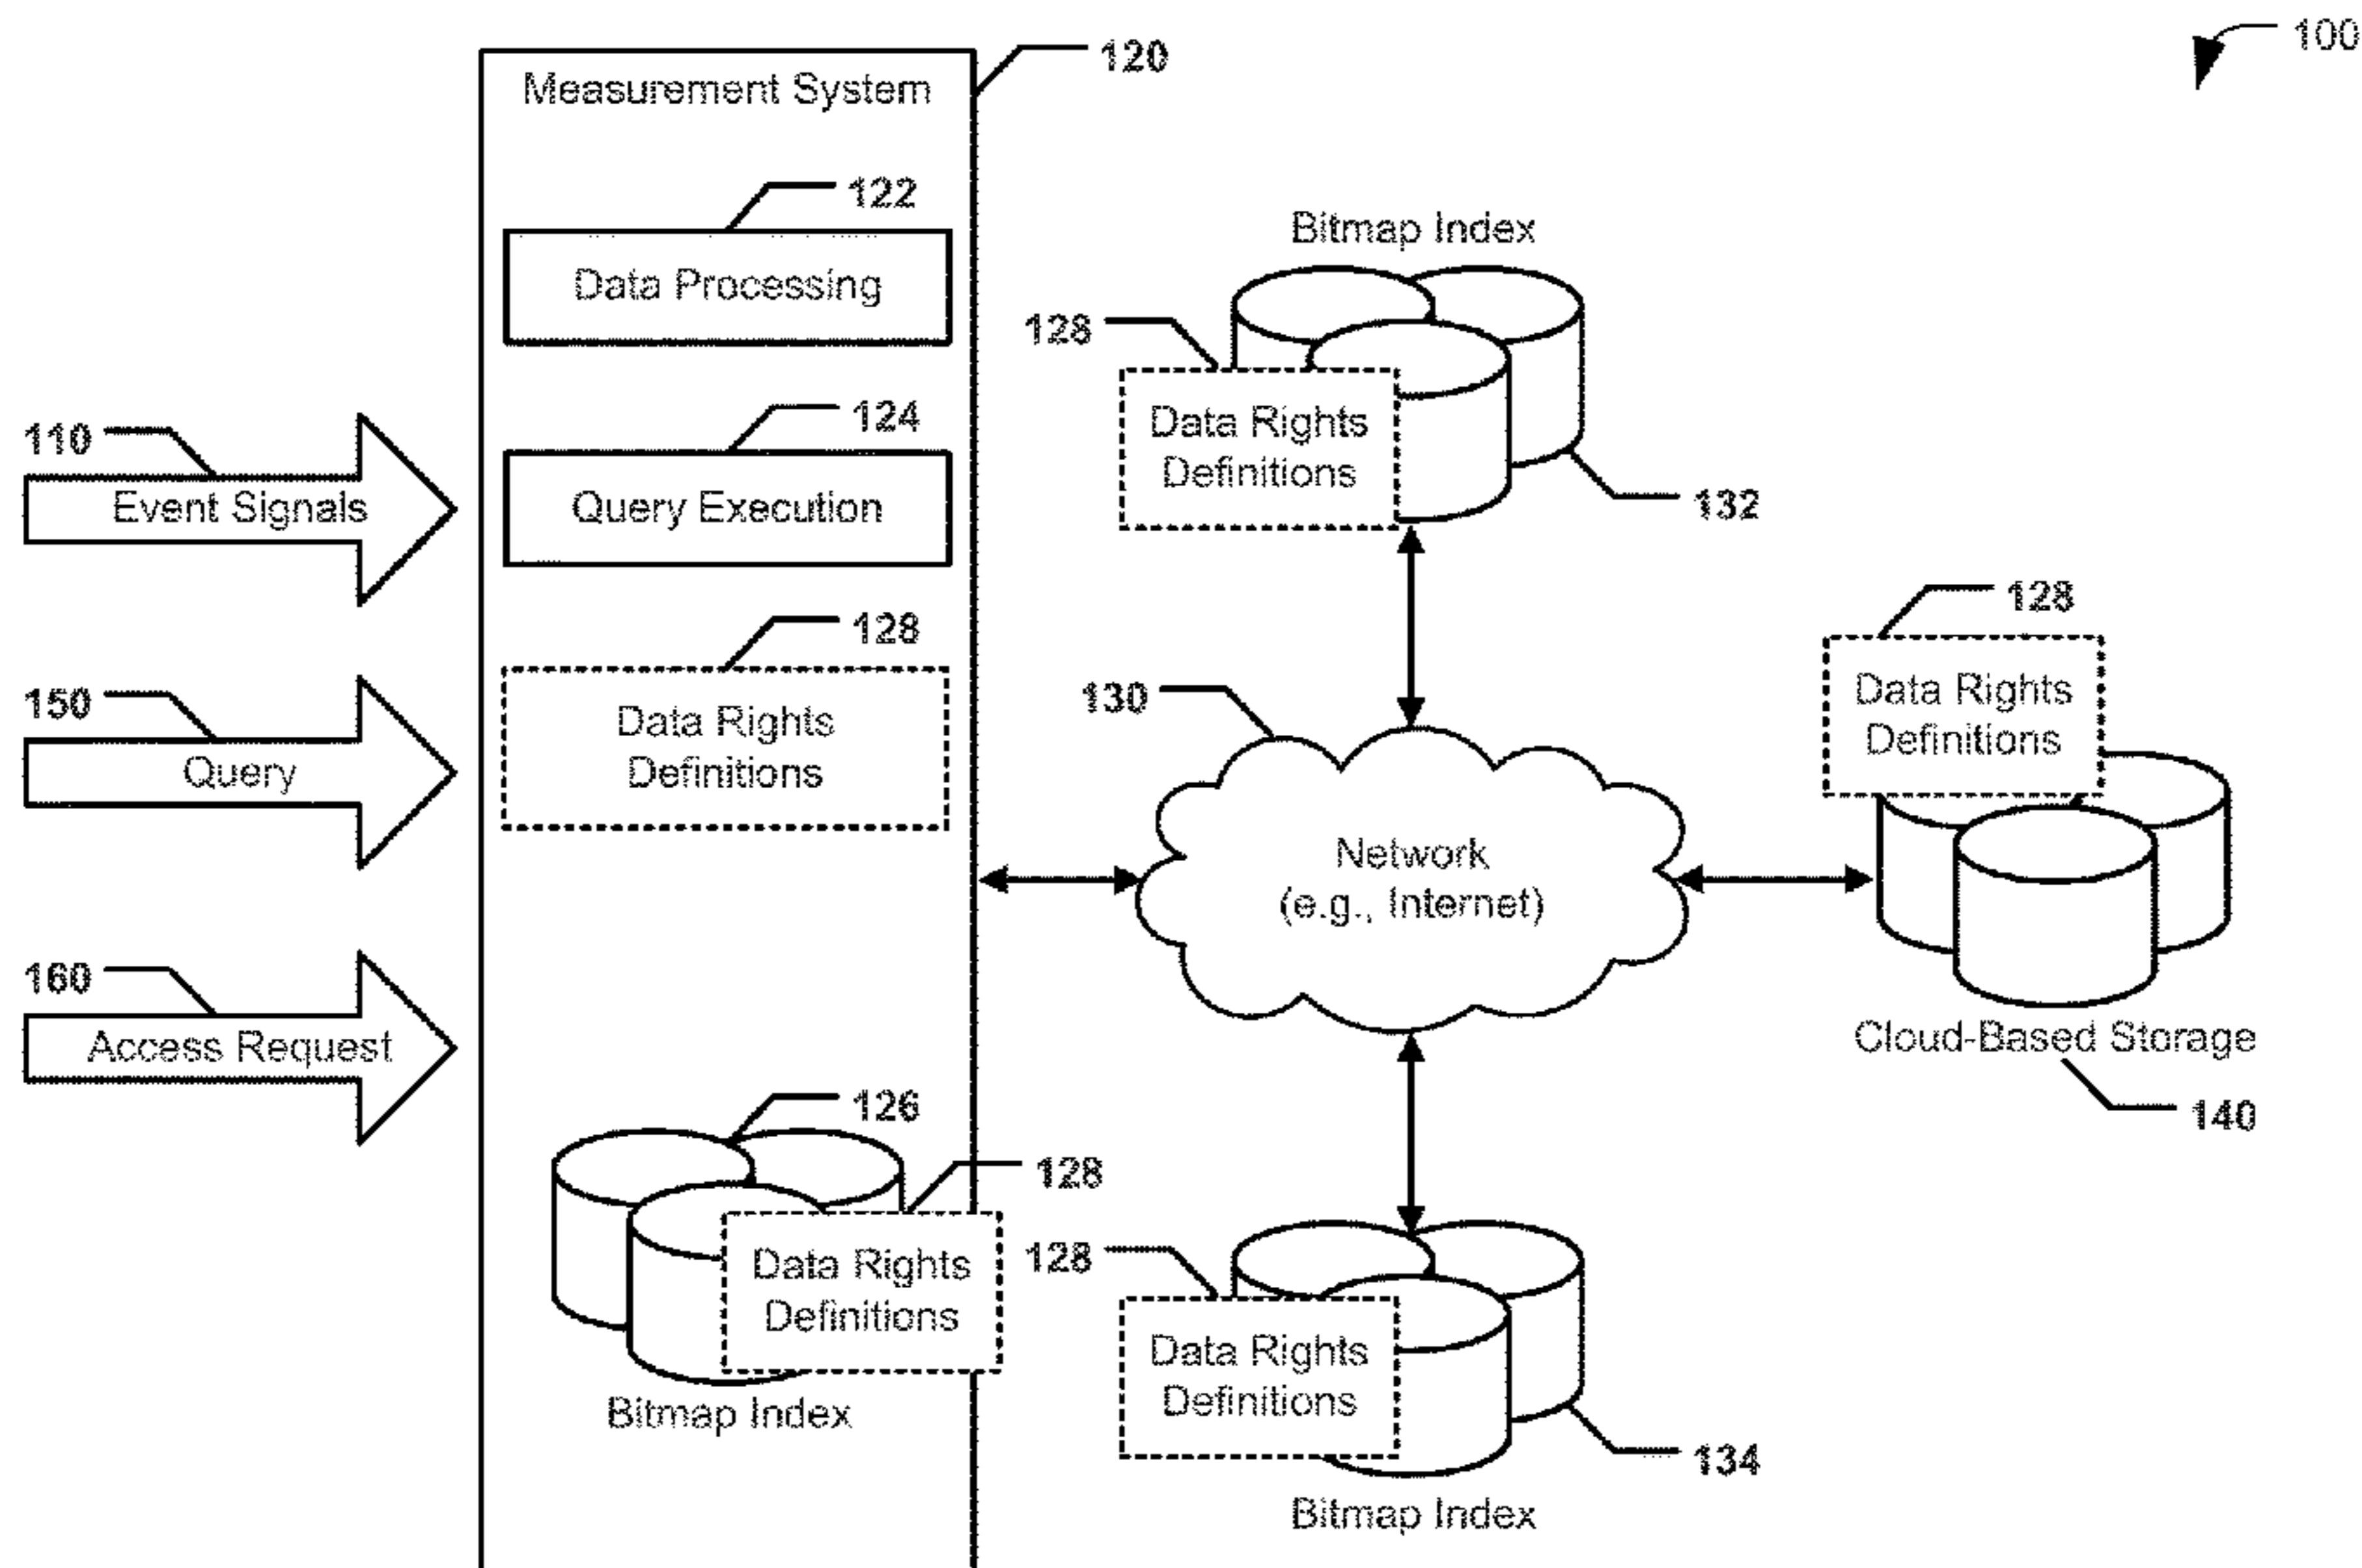 100
120
Measurement System
122
Data Processing
124
Query Execution
128
Data Rights
Definitions
110
Event Signals
150
Query
160
Access Request
126
128
Data Rights
Definitions
Bitmap Index
Bitmap Index
128
Data Rights
Definitions
132
130
Network
(e.g., Internet)
128
Data Rights
Definitions
Cloud-Based Storage
140
128
Data Rights
Definitions
134
Bitmap Index